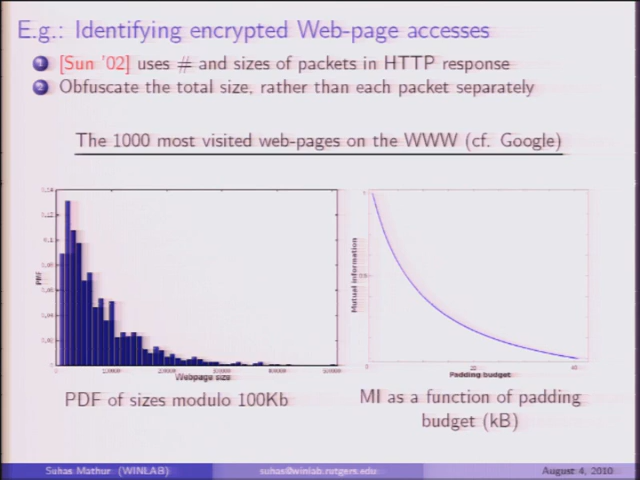 E.g.: Identifying encrypted Web-page accesses
1 [Sun '02] uses # and sizes of packets in HTTP response
2 Obfuscate the total size, rather than each packet separately
The 1000 most visited web-pages on the WWW (cf. Google)
Mutual information
Webpage size
Padding budget
PDF of sizes modulo 100Kb
MI as a function of padding
budget (kB)
Suhas Mathur (WINLAB) suhas@winlab.rutgers.edu August 4, 2010